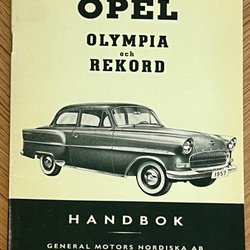 OPEL
OLYMPIA
och
REKORD
1957
HANDBOK
GENERAL MOTORS NORDISKA AB